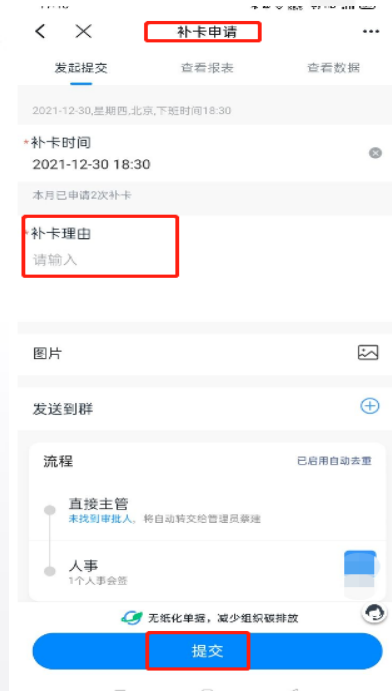 补卡申请
发起提交 查看报表 查看数据
2021-12-30,星期四,北京,下班时间18:30
*补卡时间
2021-12-30 18:30
本月已申请2次补卡
*补卡理由
请输入
图片
发送到群
流程 已启用自动去重
直接主管
未找到审批人，将自动转交给管理员蔡
人事
1个人事会签
无纸化单据，减少组织碳排放
提交